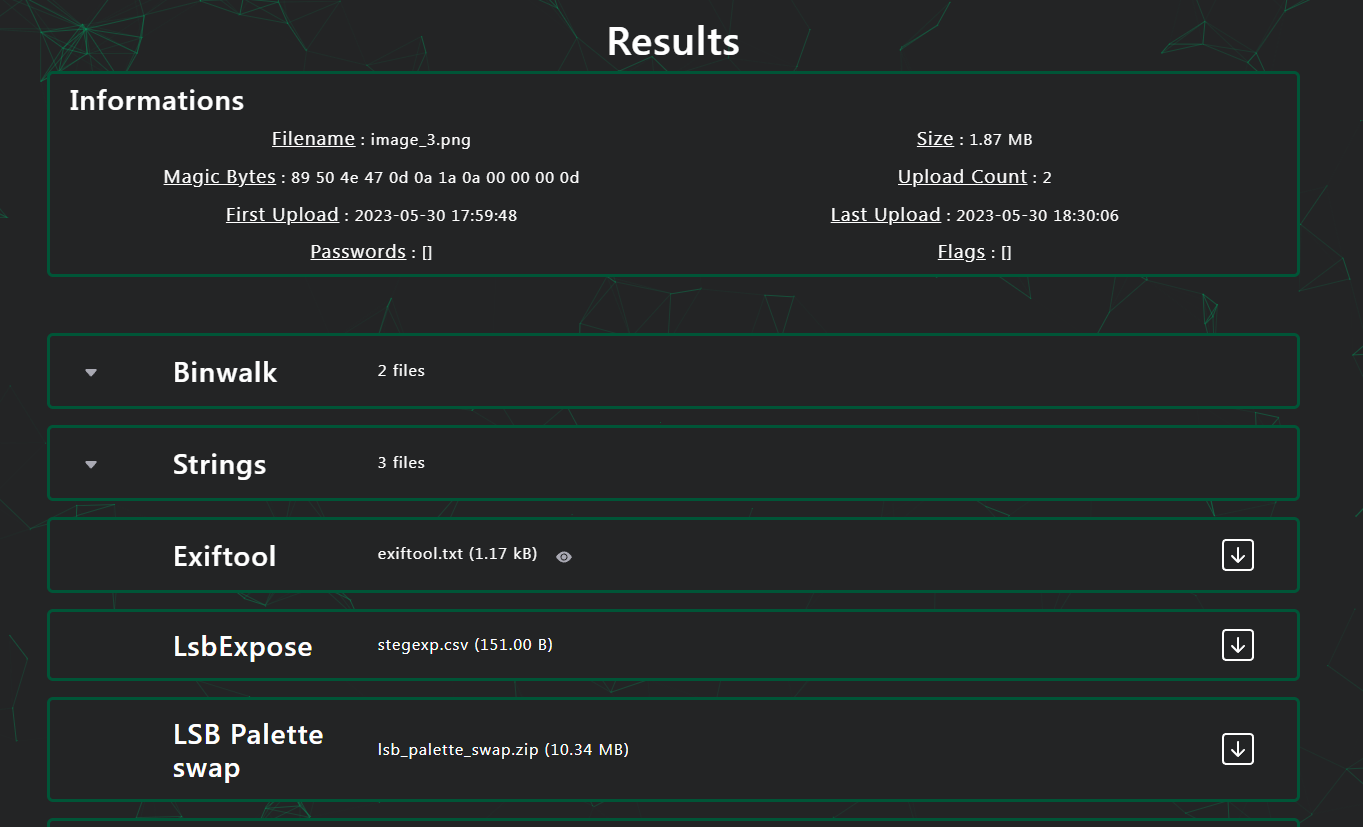 Results
Informations
Filename : image_3.png
Size : 1.87 MB
Magic Bytes : 89 50 4e 47 0d 0a 1a 0a 00 00 00 0d
Upload Count : 2
First Upload : 2023-05-30 17:59:48
Last Upload : 2023-05-30 18:30:06
Passwords : []
Flags : []
Binwalk
2 files
Strings
3 files
Exiftool
exiftool.txt (1.17 kB)
LsbExpose
stegexp.csv (151.00 B)
LSB Palette
swap
lsb_palette_swap.zip (10.34 MB)